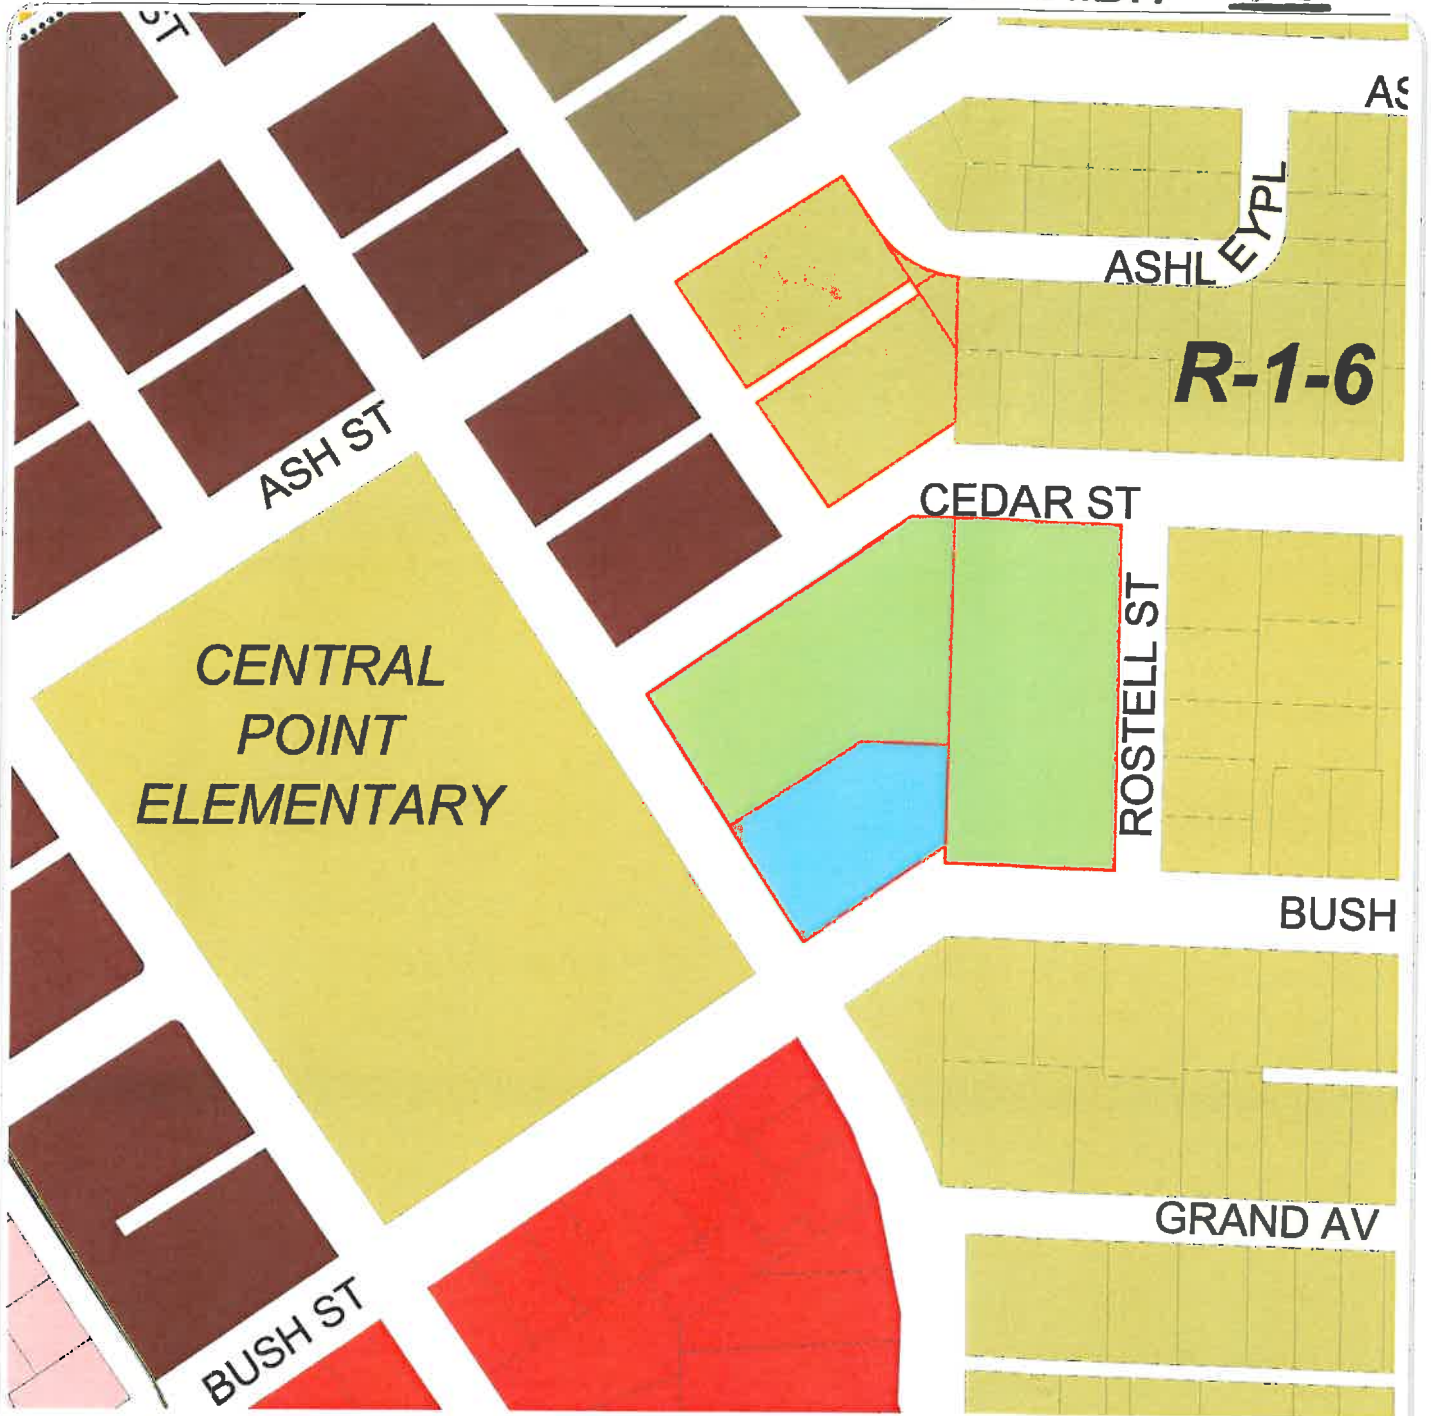 ST
AS
ASHL
EYPL
R-1-6
ASH ST
CEDAR ST
CENTRAL
POINT
ELEMENTARY
ROSTELL ST
BUSH
GRAND AV
BUSH ST